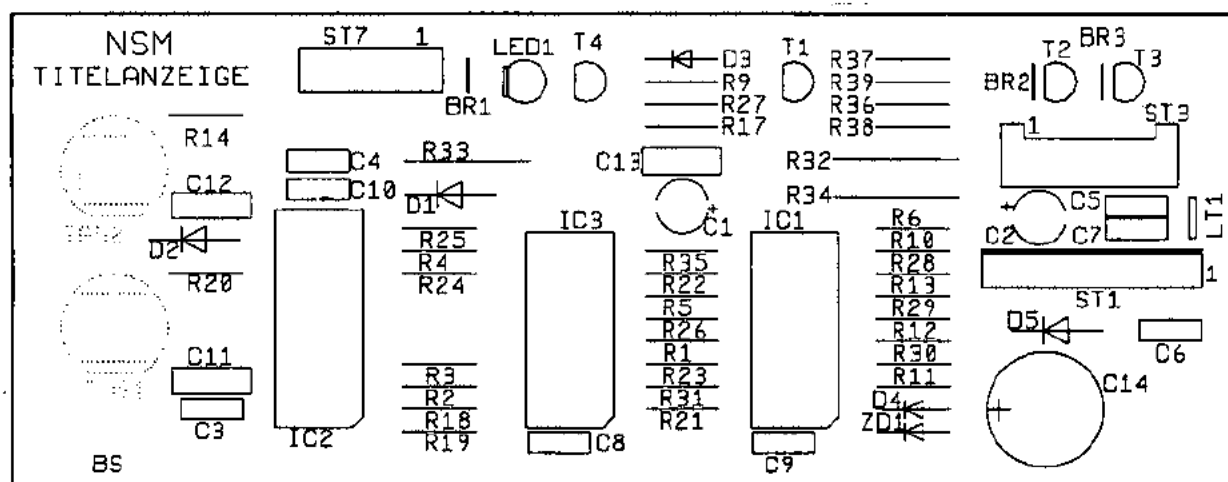 NSM
TITELANZEIGE
ST7 1
LED1
T4
BR1
D3
R9
R27
R17
T1
R37
R39
R36
R38
BR3
T2
T3
BR2
ST3
1
R14
C4
R33
C13
R32
C12
C10
D1
R34
C5
LT1
C1
C2
C7
D2
IC3
IC1
R6
R25
R10
R4
R35
R28
R20
R24
R22
R13
1
ST1
R5
R29
D5
R26
R12
C6
C11
R1
R30
R3
R23
R11
C14
R2
R31
D4
C3
IC2
R18
R21
ZD1
R19
C8
C9
BS